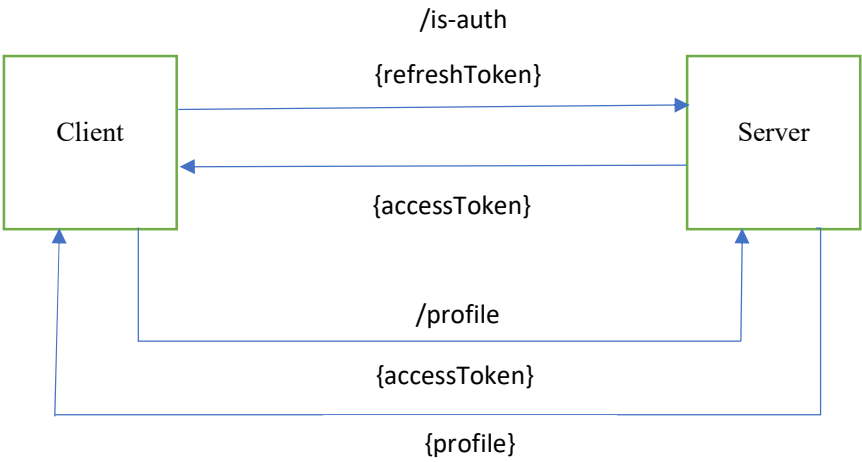 /is-auth
{refreshToken}
Client
Server
{accessToken}
/profile
{accessToken}
{profile}